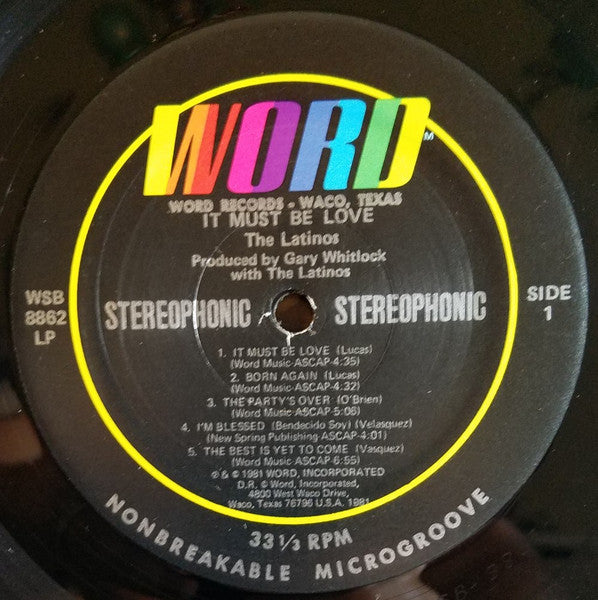 WORD™
WORD RECORDS • WACO, TEXAS
IT MUST BE LOVE
The Latinos
Produced by Gary Whitlock
with The Latinos
WSB
8862
LP
STEREOPHONIC STEREOPHONIC
SIDE
1
1. IT MUST BE LOVE (Lucas)
(Word Music-ASCAP-4:35)
2. BORN AGAIN (Lucas)
(Word Music-ASCAP-4:32)
3. THE PARTY'S OVER (O'Brien)
(Word Music-ASCAP-5:06)
4. I'M BLESSED (Bendecido Soy) (Velasquez)
(New Spring Publishing-ASCAP-4:01)
5. THE BEST IS YET TO COME (Vasquez)
(Word Music-ASCAP-6:55)
℗ & © 1981 WORD, INCORPORATED
D.R. © Word, Incorporated,
4800 West Waco Drive,
Waco, Texas 76796 U.S.A. 1981
33 1/3 RPM
NONBREAKABLE MICROGROOVE